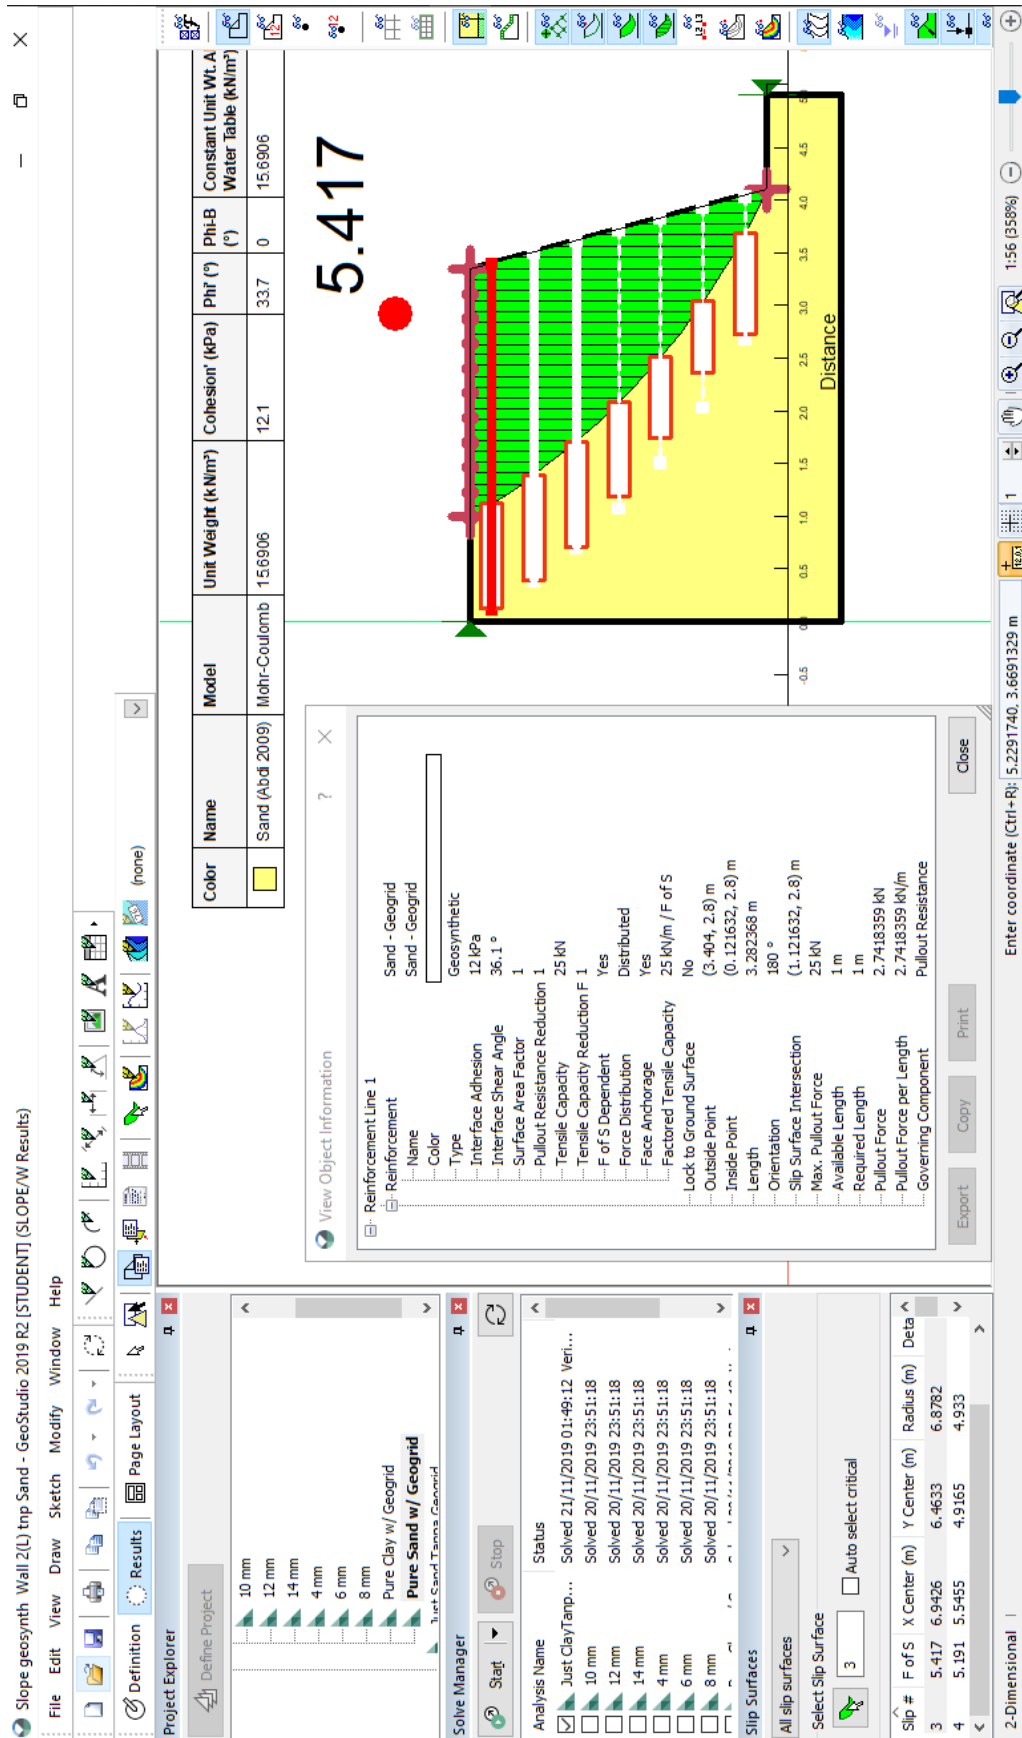 Slope geosynth Wall 2(L) tnp Sand - GeoStudio 2019 R2 [STUDENT] (SLOPE/W Results)
File Edit View Draw Sketch Modify Window Help
Definition Results Page Layout
(none)
Project Explorer
Define Project
10 mm
12 mm
14 mm
4 mm
6 mm
8 mm
Pure Clay w/ Geogrid
Pure Sand w/ Geogrid
Just Sand Tanpa Geogrid
Solve Manager
Start Stop
Analysis Name Status
Just ClayTanp... Solved 21/11/2019 01:49:12 Veri...
10 mm Solved 20/11/2019 23:51:18
12 mm Solved 20/11/2019 23:51:18
14 mm Solved 20/11/2019 23:51:18
4 mm Solved 20/11/2019 23:51:18
6 mm Solved 20/11/2019 23:51:18
8 mm Solved 20/11/2019 23:51:18
Slip Surfaces
All slip surfaces
Select Slip Surface
3
Auto select critical
Slip # F of S X Center (m) Y Center (m) Radius (m) Deta
3 5.417 6.9426 6.4633 6.8782
4 5.191 5.5455 4.9165 4.933
Color Name Model Unit Weight (kN/m³) Cohesion' (kPa) Phi' (°) Phi-B (°) Constant Unit Wt. A Water Table (kN/m³)
Sand (Abdi 2009) Mohr-Coulomb 15.6906 12.1 33.7 0 15.6906
5.417
View Object Information
?
Reinforcement Line 1
Reinforcement Sand - Geogrid
Name Sand - Geogrid
Color
Type Geosynthetic
Interface Adhesion 12 kPa
Interface Shear Angle 36.1 °
Surface Area Factor 1
Pullout Resistance Reduction 1
Tensile Capacity 25 kN
Tensile Capacity Reduction F 1
F of S Dependent Yes
Force Distribution Distributed
Face Anchorage Yes
Factored Tensile Capacity 25 kN/m / F of S
Lock to Ground Surface No
Outside Point (3.404, 2.8) m
Inside Point (0.121632, 2.8) m
Length 3.282368 m
Orientation 180 °
Slip Surface Intersection (1.121632, 2.8) m
Max. Pullout Force 25 kN
Available Length 1 m
Required Length 1 m
Pullout Force 2.7418359 kN
Pullout Force per Length 2.7418359 kN/m
Governing Component Pullout Resistance
Export Copy Print Close
-0.5 0.0 0.5 1.0 1.5 2.0 2.5 3.0 3.5 4.0 4.5 5.0
Distance
2-Dimensional
Enter coordinate (Ctrl+R): 5.2291740, 3.6691329 m
1
1:56 (358%)